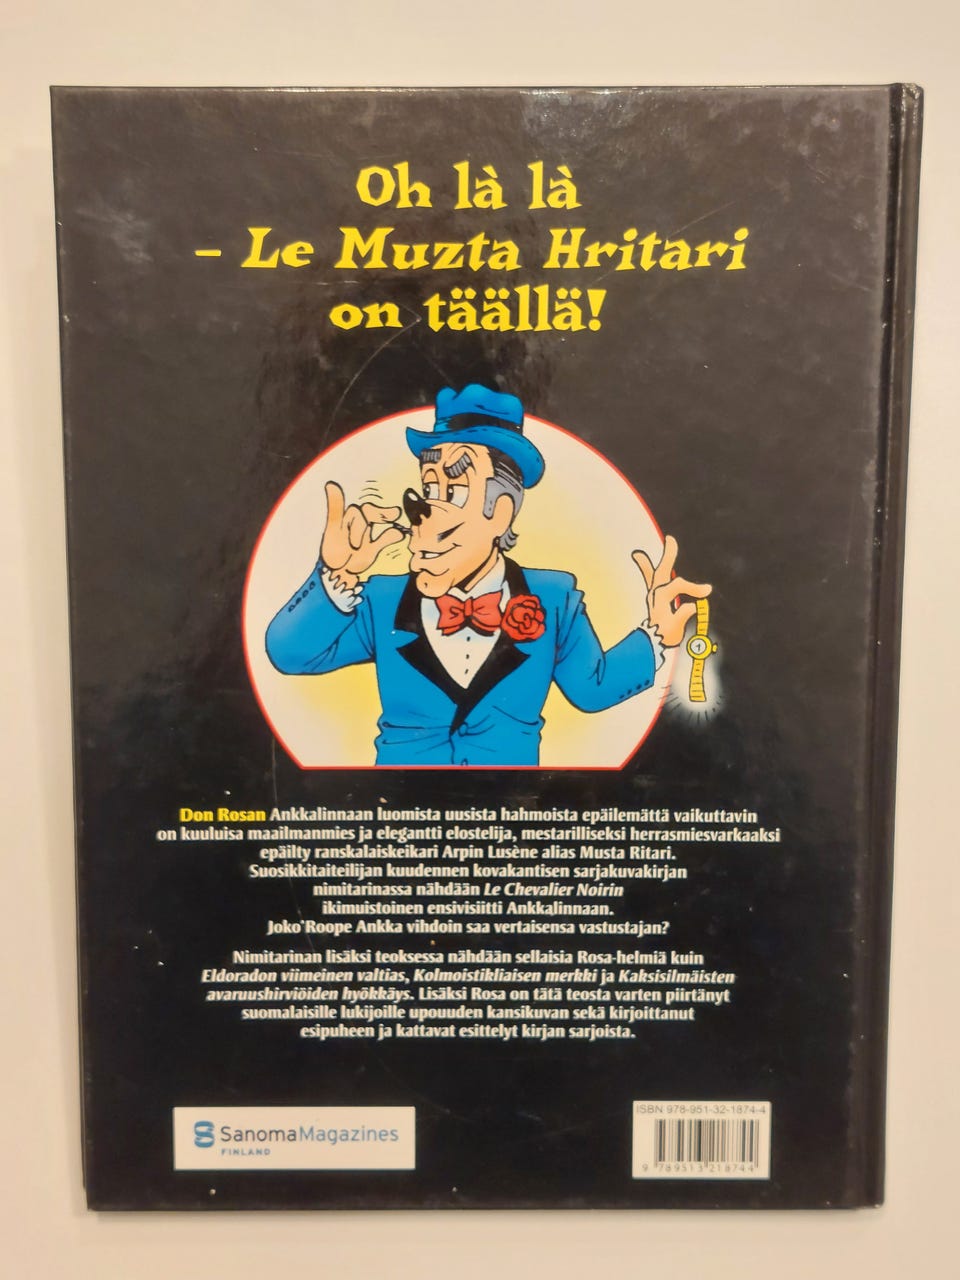 Oh là là
– Le Muzta Hritari
on täällä!
Don Rosan Ankkalinnaan luomista uusista hahmoista epäilemättä vaikuttavin
on kuuluisa maailmanmies ja elegantti elostelija, mestarilliseksi herrasmiesvarkaaksi
epäilty ranskalaiskeikari Arpin Lusène alias Musta Ritari.
Suosikkitaiteilijan kuudennen kovakantisen sarjakuvakirjan
nimitarinassa nähdään Le Chevalier Noirin
ikimuistoinen ensivisiitti Ankkalinnaan.
Joko Roope Ankka vihdoin saa vertaisensa vastustajan?
Nimitarinan lisäksi teoksessa nähdään sellaisia Rosa-helmiä kuin
Eldoradon viimeinen valtias, Kolmoistikliaisen merkki ja Kaksisilmäisten
avaruushirviöiden hyökkäys. Lisäksi Rosa on tätä teosta varten piirtänyt
suomalaisille lukijoille upouuden kansikuvan sekä kirjoittanut
esipuheen ja kattavat esittelyt kirjan sarjoista.
SanomaMagazines
FINLAND
ISBN 978-951-32-1874-4
9 789513 218744